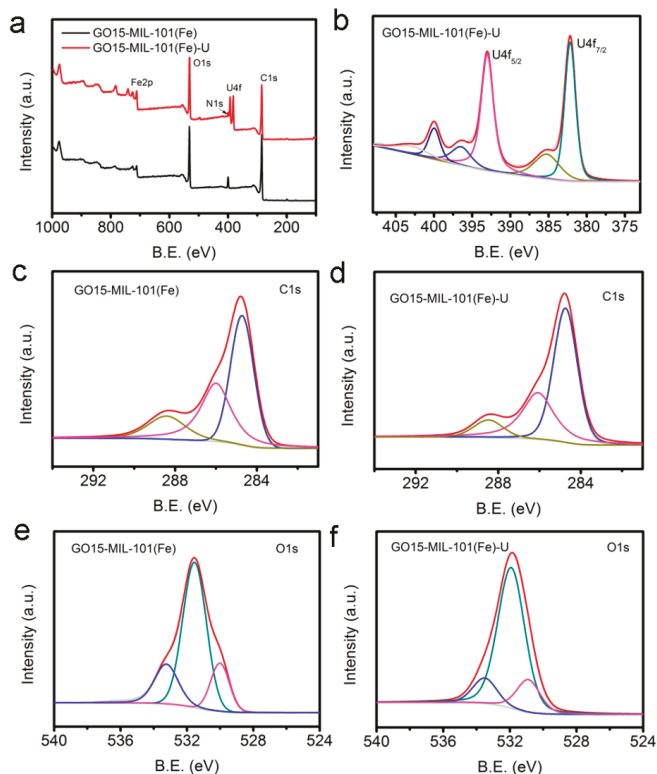 a
GO15-MIL-101(Fe)
GO15-MIL-101(Fe)-U
O1s
Fe2p
N1s
U4f
C1s
Intensity (a.u.)
1000 800 600 400 200
B.E. (eV)
b
GO15-MIL-101(Fe)-U
U4f7/2
U4f5/2
Intensity (a.u.)
405 400 395 390 385 380 375
B.E. (eV)
c
GO15-MIL-101(Fe)
C1s
Intensity (a.u.)
292 288 284
B.E. (eV)
d
GO15-MIL-101(Fe)-U
C1s
Intensity (a.u.)
292 288 284
B.E. (eV)
e
GO15-MIL-101(Fe)
O1s
Intensity (a.u.)
540 536 532 528 524
B.E. (eV)
f
GO15-MIL-101(Fe)-U
O1s
Intensity (a.u.)
540 536 532 528 524
B.E. (eV)